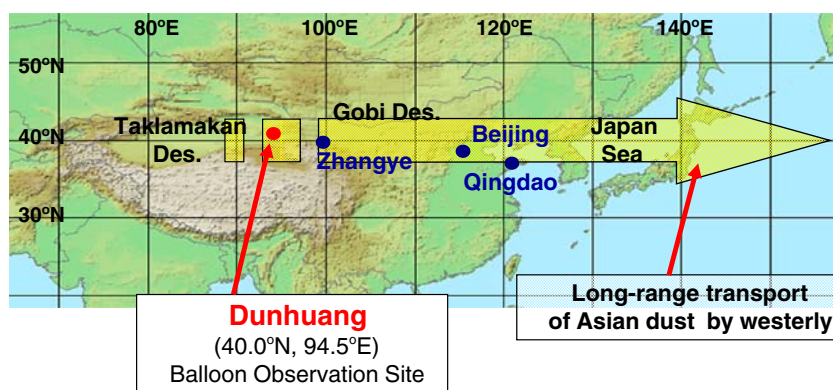 80°E 100°E 120°E 140°E
50°N
40°N
30°N
Taklamakan
Des.
Gobi Des.
Zhangye
Beijing
Qingdao
Japan
Sea
Dunhuang
(40.0°N, 94.5°E)
Balloon Observation Site
Long-range transport
of Asian dust by westerly